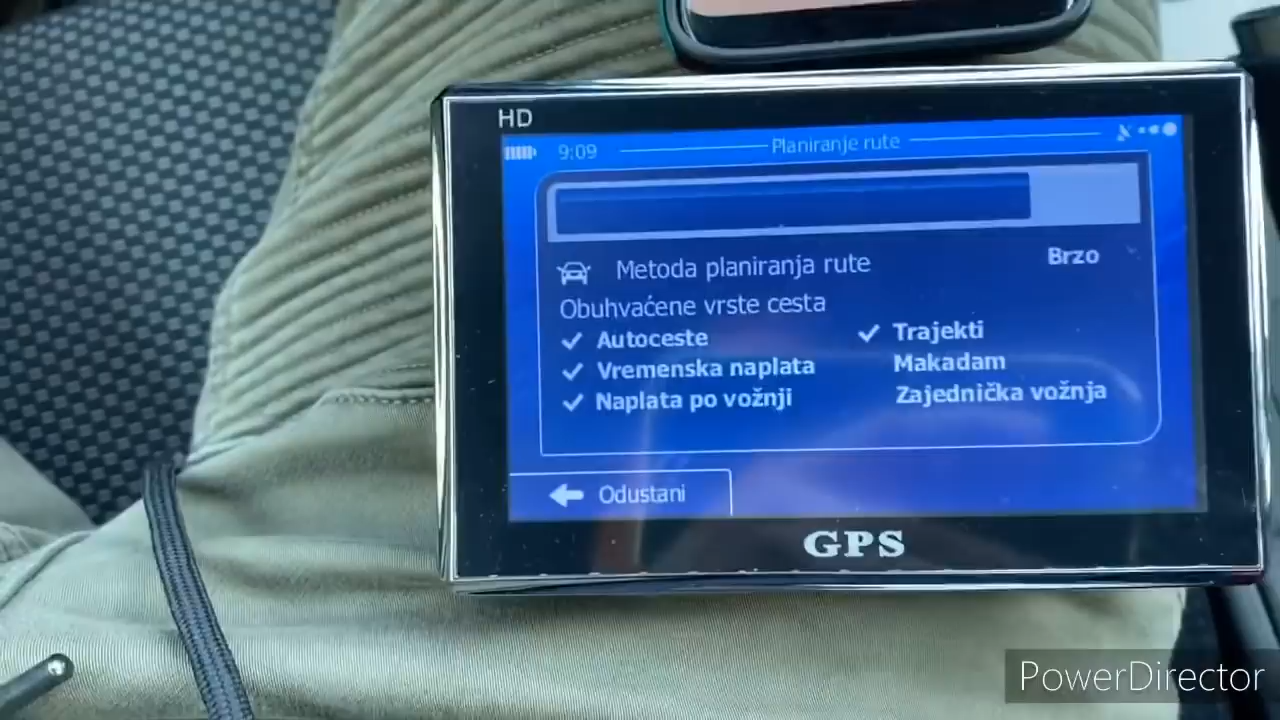 HD
9:09
Planiranje rute
Metoda planiranja rute
Brzo
Obuhvaćene vrste cesta
Autoceste
Trajekti
Vremenska naplata
Makadam
Naplata po vožnji
Zajednička vožnja
Odustani
GPS
PowerDirector